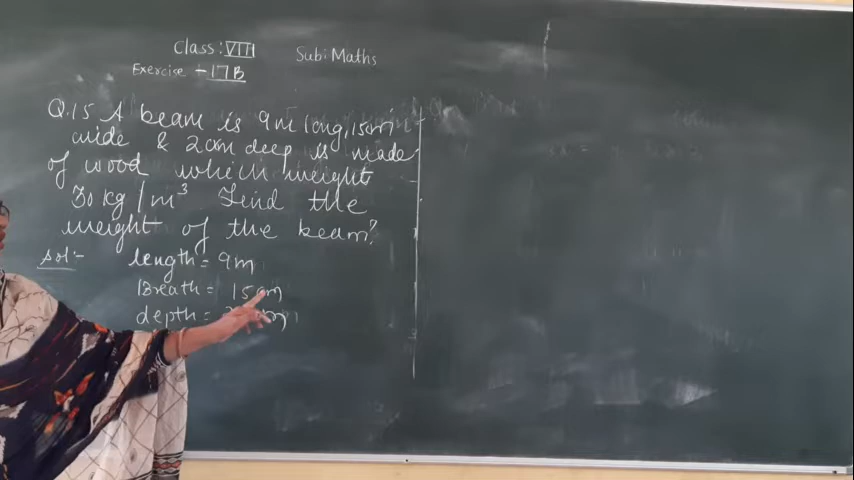 Class: VII Sub: Maths
Exercise - 17B
Q.15 A beam is 9m long, 15cm
wide & 20cm deep is made
of wood which weight
30 kg/m³ Find the
weight of the beam?
Sol:- length = 9m
Breath = 15cm
depth =